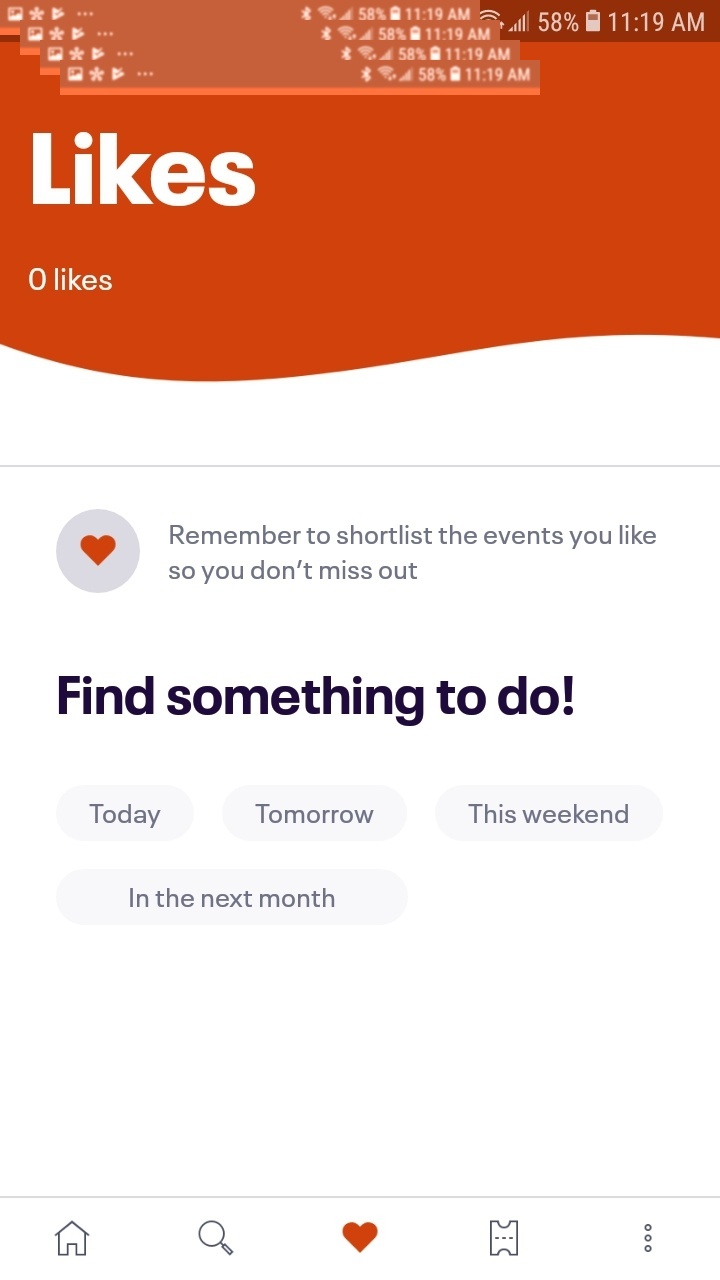 58% 11:19 AM
58% 11:19 AM
58% 11:19 AM
58% 11:19 AM
58% 11:19 AM
Likes
0 likes
Remember to shortlist the events you like
so you don’t miss out
Find something to do!
Today Tomorrow This weekend
In the next month